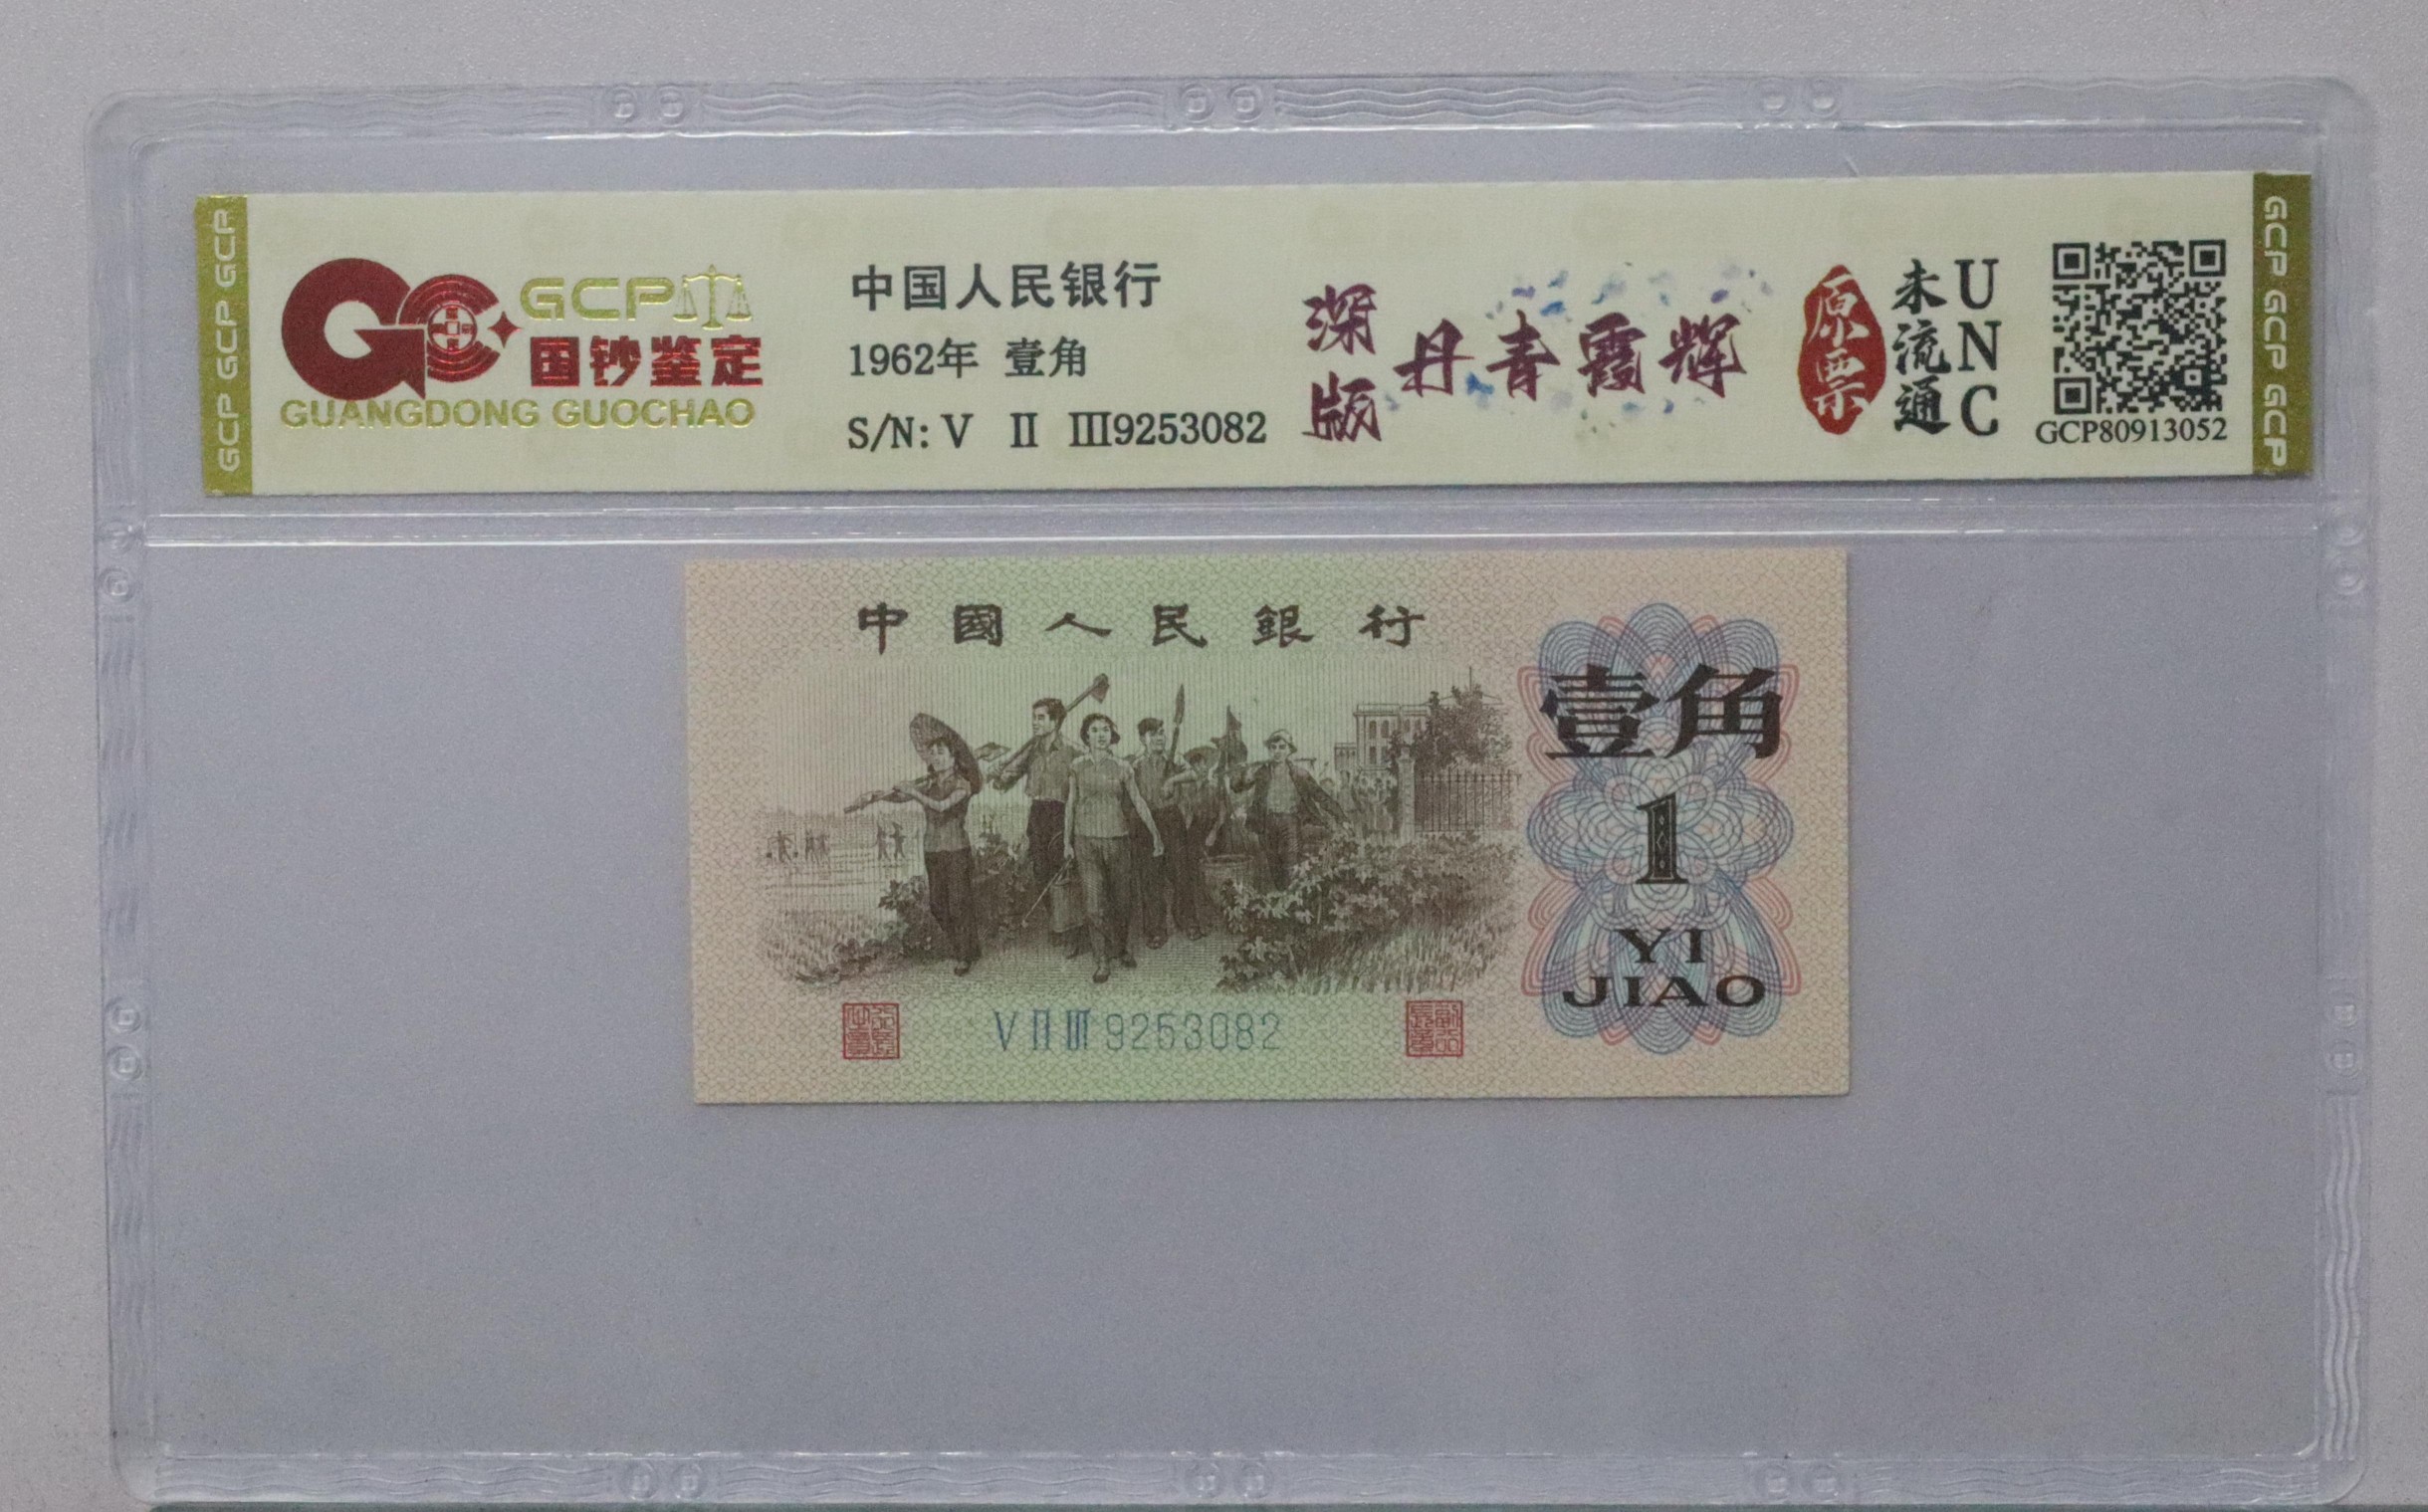 GCP GCP GCP
GCP
国钞鉴定
GUANGDONG GUOCHAO
中国人民银行
1962年 壹角
S/N: V Ⅱ Ⅲ9253082
深版
丹青霞辉
原票
未流通
UNC
GCP80913052
GCP GCP GCP
中國人民銀行
壹角
1
YI
JIAO
V Ⅱ Ⅲ 9253082